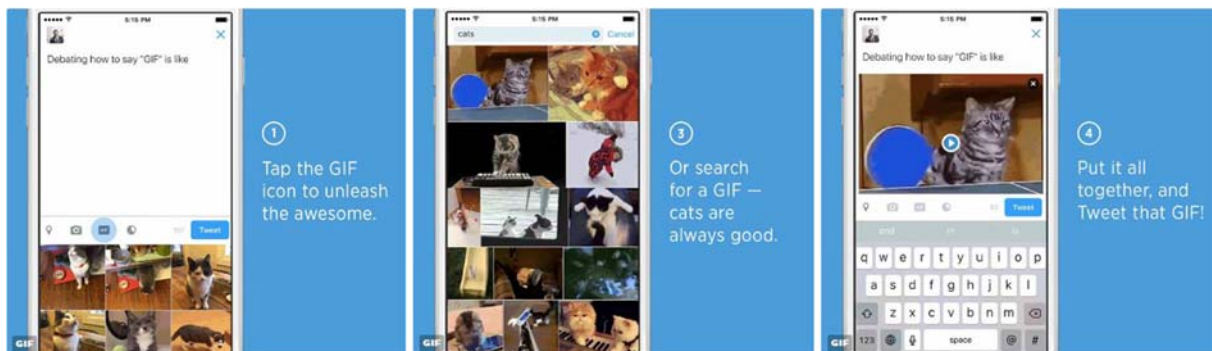 5:15 PM
Debating how to say "GIF" is like
Tweet
GIF
1
Tap the GIF
icon to unleash
the awesome.
5:15 PM
cats
Cancel
GIF
3
Or search
for a GIF —
cats are
always good.
5:15 PM
Debating how to say "GIF" is like
Tweet
and
q w e r t y u i o p
a s d f g h j k l
z x c v b n m
123 space @ #
GIF
4
Put it all
together, and
Tweet that GIF!